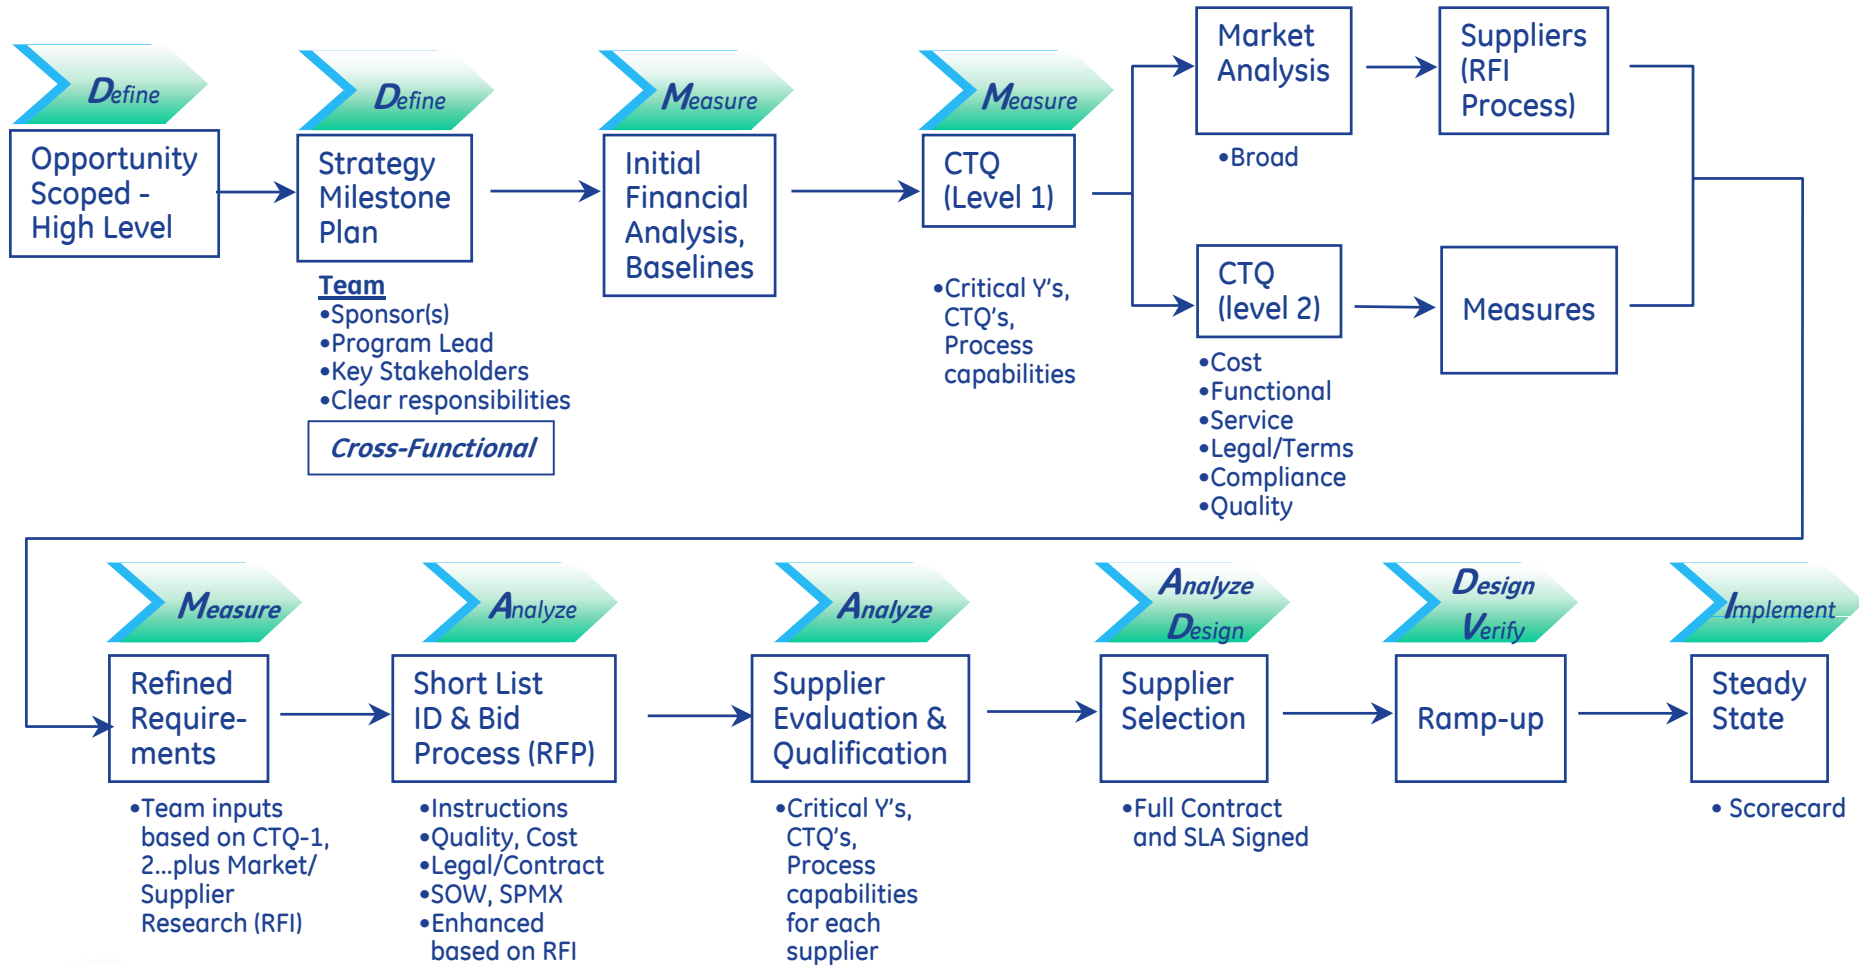 Define
Opportunity
Scoped -
High Level
Define
Strategy
Milestone
Plan
Team
•Sponsor(s)
•Program Lead
•Key Stakeholders
•Clear responsibilities
Cross-Functional
Measure
Initial
Financial
Analysis,
Baselines
Measure
CTQ
(Level 1)
•Critical Y's,
CTQ's,
Process
capabilities
Market
Analysis
•Broad
Suppliers
(RFI
Process)
CTQ
(level 2)
•Cost
•Functional
•Service
•Legal/Terms
•Compliance
•Quality
Measures
Measure
Refined
Require-
ments
•Team inputs
based on CTQ-1,
2...plus Market/
Supplier
Research (RFI)
Analyze
Short List
ID & Bid
Process (RFP)
•Instructions
•Quality, Cost
•Legal/Contract
•SOW, SPMX
•Enhanced
based on RFI
Analyze
Supplier
Evaluation &
Qualification
•Critical Y's,
CTQ's,
Process
capabilities
for each
supplier
Analyze
Design
Supplier
Selection
•Full Contract
and SLA Signed
Design
Verify
Ramp-up
Implement
Steady
State
• Scorecard